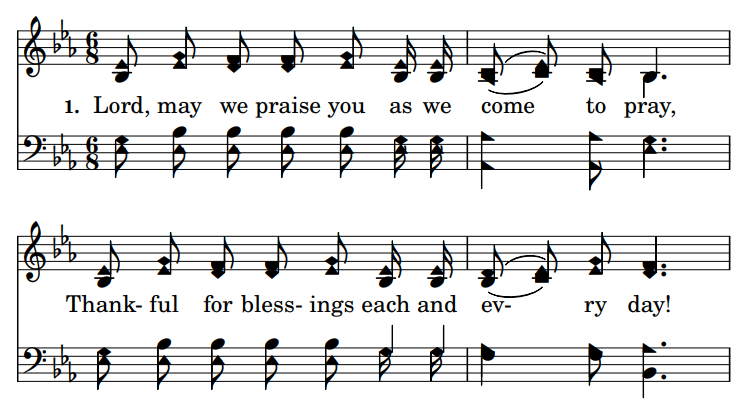 1. Lord, may we praise you as we come to pray,
Thank- ful for bless- ings each and ev- ry day!